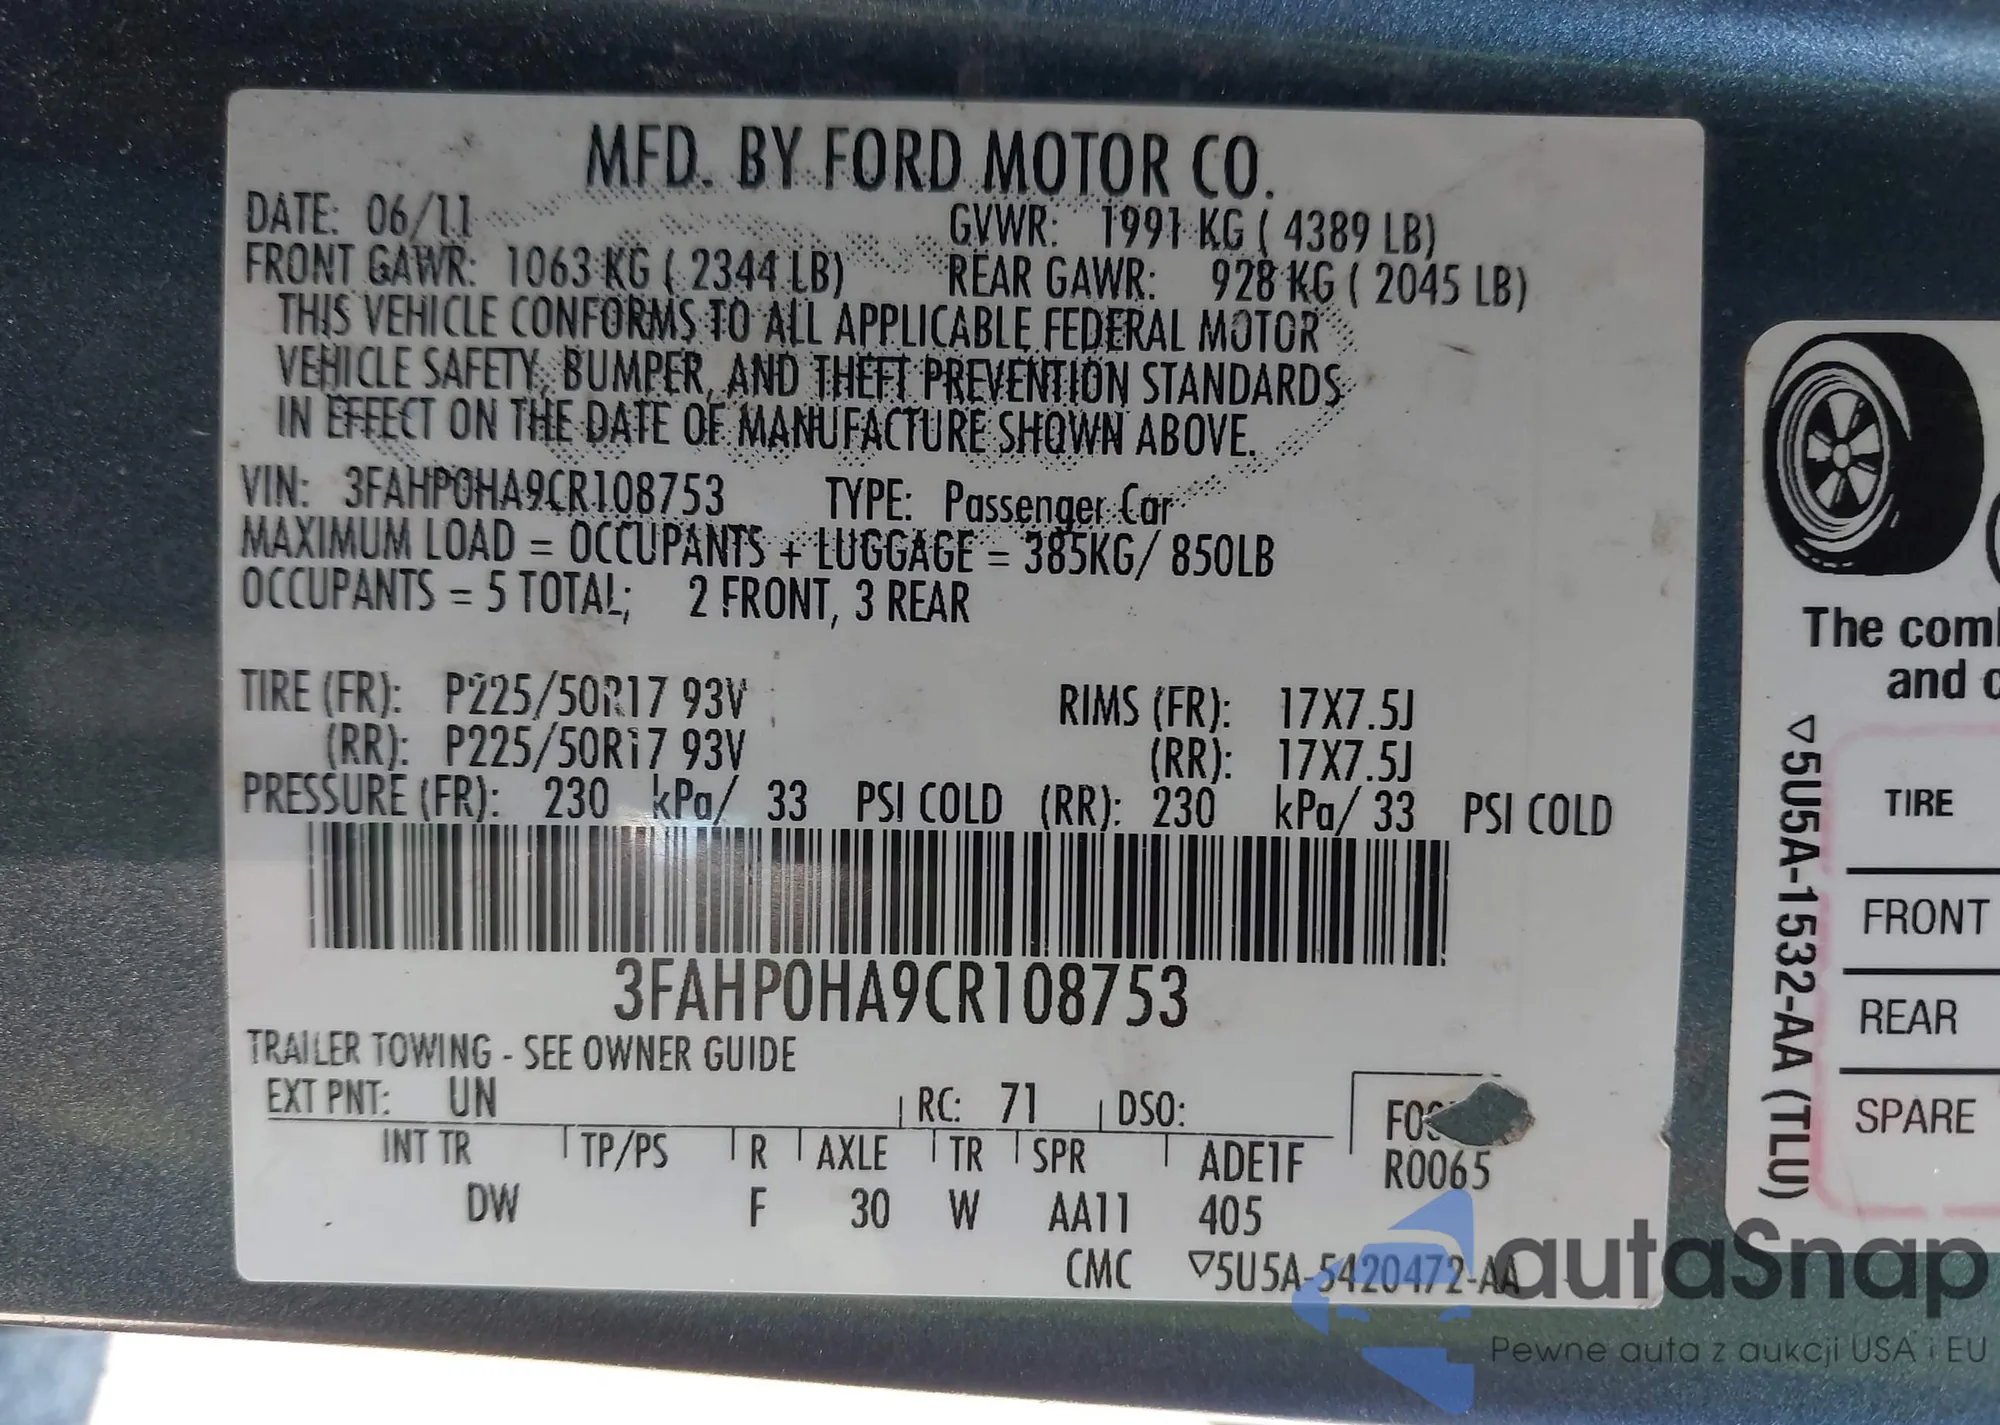 MFD. BY FORD MOTOR CO.
DATE: 06/11 GVWR: 1991 KG ( 4389 LB)
FRONT GAWR: 1063 KG ( 2344 LB) REAR GAWR: 928 KG ( 2045 LB)
THIS VEHICLE CONFORMS TO ALL APPLICABLE FEDERAL MOTOR
VEHICLE SAFETY, BUMPER, AND THEFT PREVENTION STANDARDS
IN EFFECT ON THE DATE OF MANUFACTURE SHOWN ABOVE.
VIN: 3FAHP0HA9CR108753 TYPE: Passenger Car
MAXIMUM LOAD = OCCUPANTS + LUGGAGE = 385KG/ 850LB
OCCUPANTS = 5 TOTAL; 2 FRONT, 3 REAR
TIRE (FR): P225/50R17 93V RIMS (FR): 17X7.5J
(RR): P225/50R17 93V (RR): 17X7.5J
PRESSURE (FR): 230 kPa/ 33 PSI COLD (RR): 230 kPa/ 33 PSI COLD
3FAHP0HA9CR108753
TRAILER TOWING - SEE OWNER GUIDE
EXT PNT: UN RC: 71 DSO:
INT TR TP/PS R AXLE TR SPR ADE1F
R0065
DW F 30 W AA11 405
CMC ▽5U5A-5420472-AA
The
and
▽5U5A-1532-AA (TLU)
TIRE
FRONT
REAR
SPARE
autaSnap
Pewne auta z aukcji USA i EU